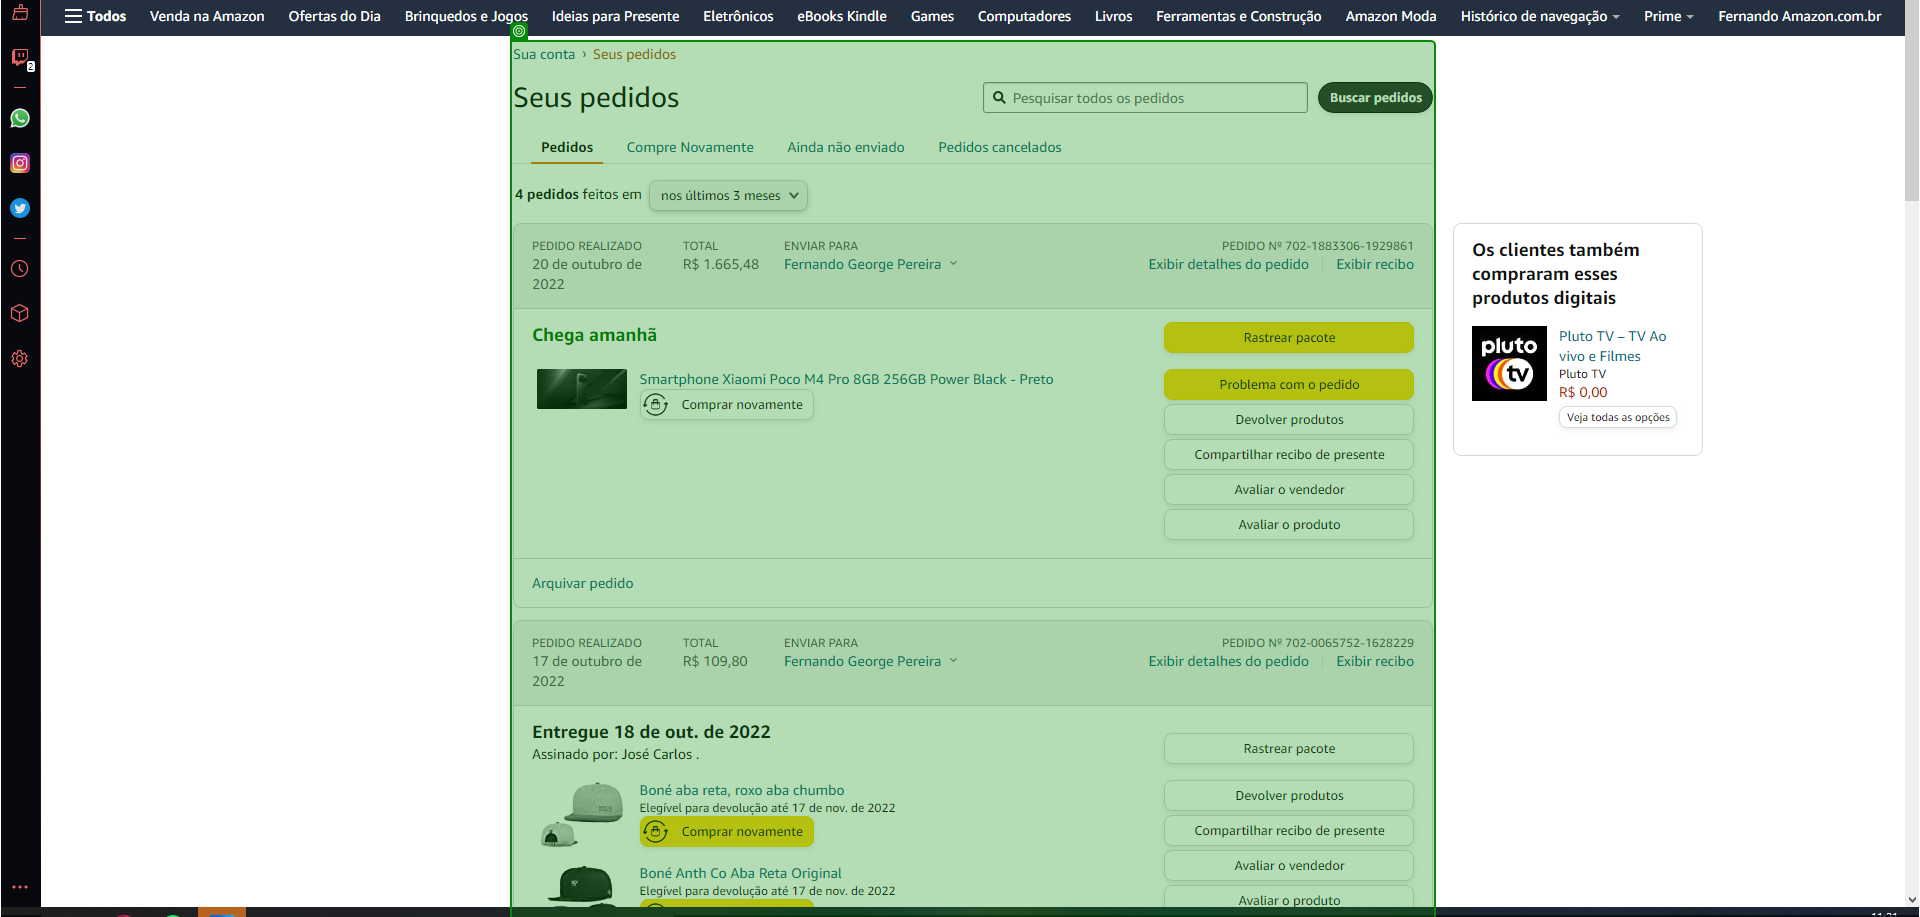 Todos Venda na Amazon Ofertas do Dia Brinquedos e Jogos Ideias para Presente Eletrônicos eBooks Kindle Games Computadores Livros Ferramentas e Construção Amazon Moda Histórico de navegação Prime Fernando Amazon.com.br
2
Sua conta › Seus pedidos
Seus pedidos
Pesquisar todos os pedidos
Buscar pedidos
Pedidos Compre Novamente Ainda não enviado Pedidos cancelados
4 pedidos feitos em nos últimos 3 meses
PEDIDO REALIZADO TOTAL ENVIAR PARA PEDIDO Nº 702-1883306-1929861
20 de outubro de R$ 1.665,48 Fernando George Pereira Exibir detalhes do pedido Exibir recibo
2022
Chega amanhã
Smartphone Xiaomi Poco M4 Pro 8GB 256GB Power Black - Preto
Comprar novamente
Rastrear pacote
Problema com o pedido
Devolver produtos
Compartilhar recibo de presente
Avaliar o vendedor
Avaliar o produto
Arquivar pedido
PEDIDO REALIZADO TOTAL ENVIAR PARA PEDIDO Nº 702-0065752-1628229
17 de outubro de R$ 109,80 Fernando George Pereira Exibir detalhes do pedido Exibir recibo
2022
Entregue 18 de out. de 2022
Assinado por: José Carlos .
Boné aba reta, roxo aba chumbo
Elegível para devolução até 17 de nov. de 2022
Comprar novamente
Boné Anth Co Aba Reta Original
Elegível para devolução até 17 de nov. de 2022
Rastrear pacote
Devolver produtos
Compartilhar recibo de presente
Avaliar o vendedor
Avaliar o produto
Os clientes também
compraram esses
produtos digitais
pluto
tv
Pluto TV – TV Ao
vivo e Filmes
Pluto TV
R$ 0,00
Veja todas as opções